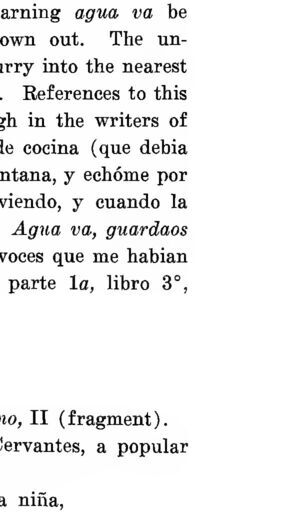 arning agua va be
own out. The un-
rry into the nearest
. References to this
gh in the writers of
de cocina (que debia
ntana, y echóme por
viendo, y cuando la
Agua va, guardaos
voces que me habian
parte 1a, libro 3°,
no, II (fragment).
Cervantes, a popular
a niña,